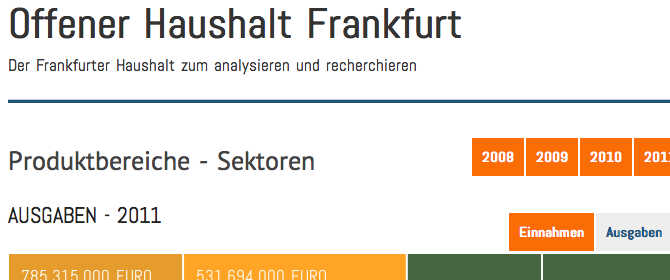 Offener Haushalt Frankfurt
Der Frankfurter Haushalt zum analysieren und recherchieren
Produktbereiche - Sektoren
2008 2009 2010 2011
AUSGABEN - 2011
Einnahmen Ausgaben
785.315.000 EURO 531.694.000 EURO